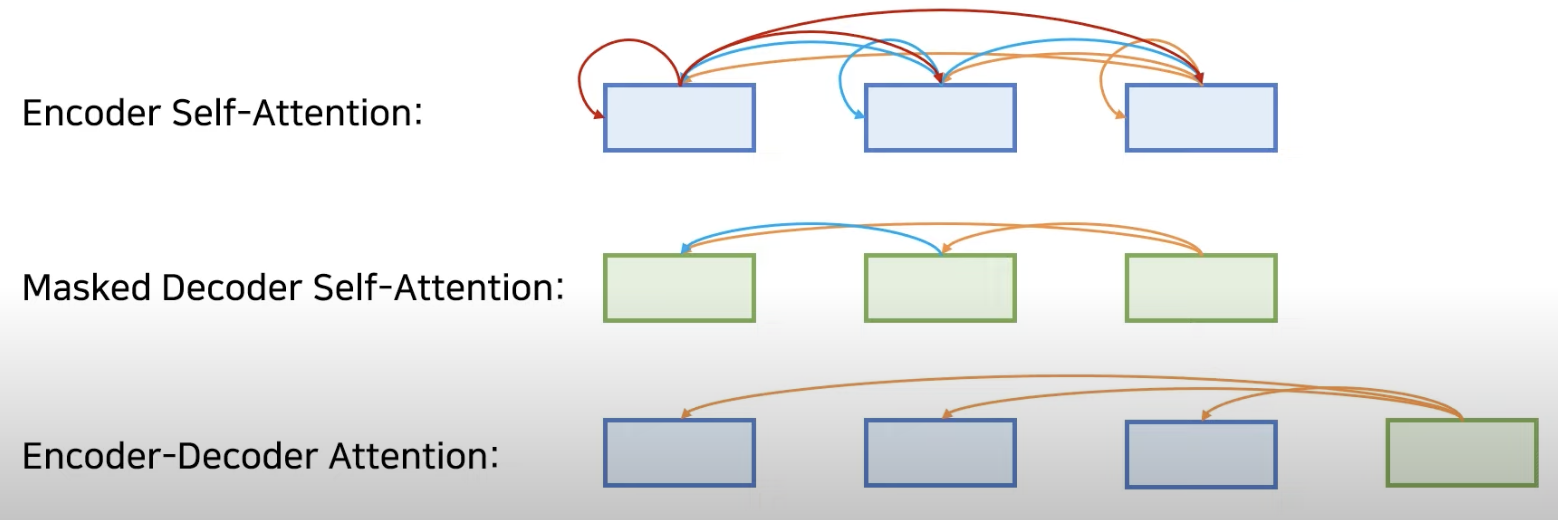 Encoder Self-Attention:
Masked Decoder Self-Attention:
Encoder-Decoder Attention: